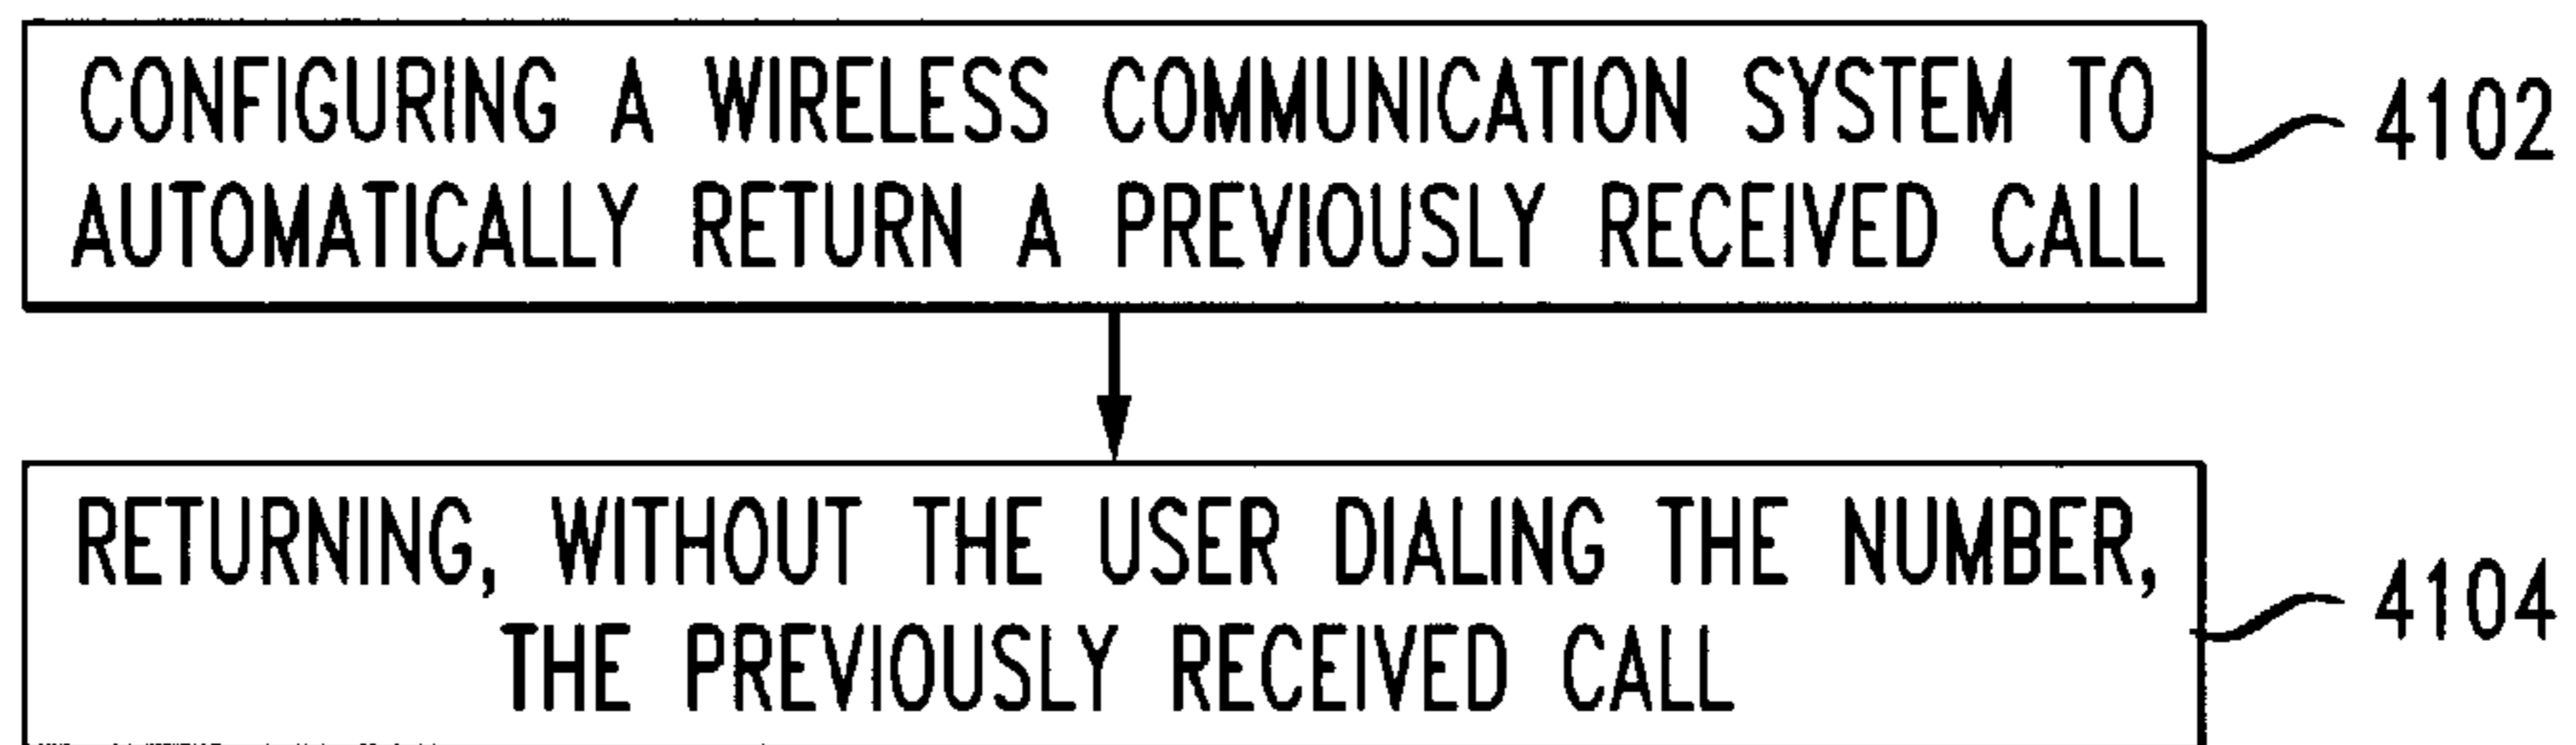 CONFIGURING A WIRELESS COMMUNICATION SYSTEM TO
AUTOMATICALLY RETURN A PREVIOUSLY RECEIVED CALL
4102
RETURNING, WITHOUT THE USER DIALING THE NUMBER,
THE PREVIOUSLY RECEIVED CALL
4104